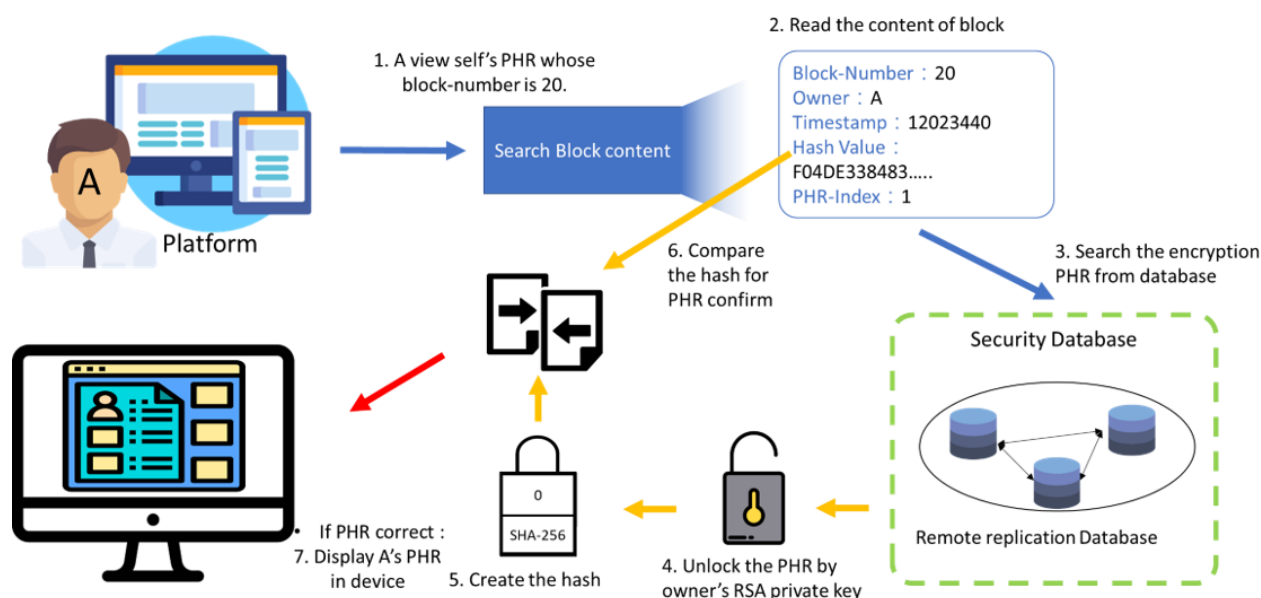 2. Read the content of block
1. A view self's PHR whose
block-number is 20.
Search Block content
Block-Number：20
Owner：A
Timestamp：12023440
Hash Value：
F04DE338483.....
PHR-Index：1
A
Platform
6. Compare
the hash for
PHR confirm
3. Search the encryption
PHR from database
Security Database
Remote replication Database
0
SHA-256
• If PHR correct：
7. Display A's PHR
in device
5. Create the hash
4. Unlock the PHR by
owner's RSA private key